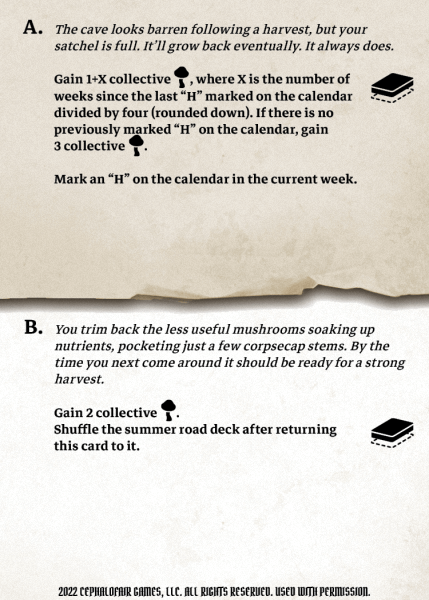 A. The cave looks barren following a harvest, but your
satchel is full. It'll grow back eventually. It always does.
Gain 1+X collective , where X is the number of
weeks since the last “H” marked on the calendar
divided by four (rounded down). If there is no
previously marked “H” on the calendar, gain
3 collective .
Mark an “H” on the calendar in the current week.
B. You trim back the less useful mushrooms soaking up
nutrients, pocketing just a few corpsecap stems. By the
time you next come around it should be ready for a strong
harvest.
Gain 2 collective .
Shuffle the summer road deck after returning
this card to it.
2022 CEPHALOFAIR GAMES, LLC. ALL RIGHTS RESERVED. USED WITH PERMISSION.